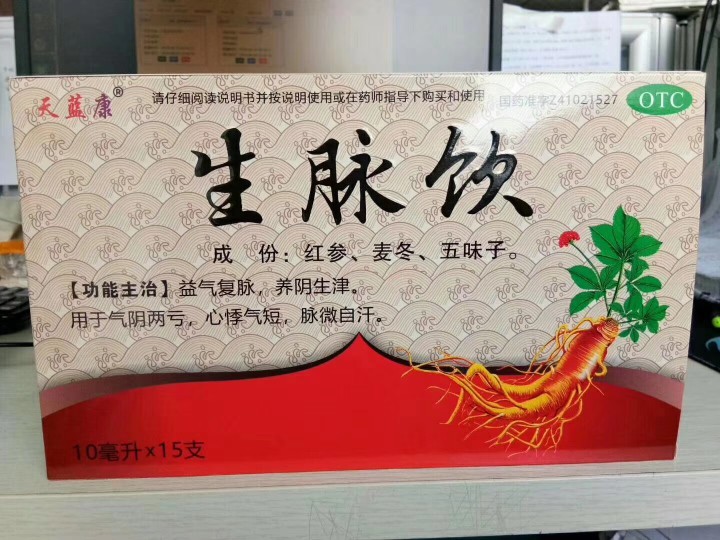 天蓝康®
请仔细阅读说明书并按说明使用或在药师指导下购买和使用
国药准字Z41021527
OTC
生脉饮
成 份：红参、麦冬、五味子。
【功能主治】益气复脉，养阴生津。
用于气阴两亏，心悸气短，脉微自汗。
10毫升x15支